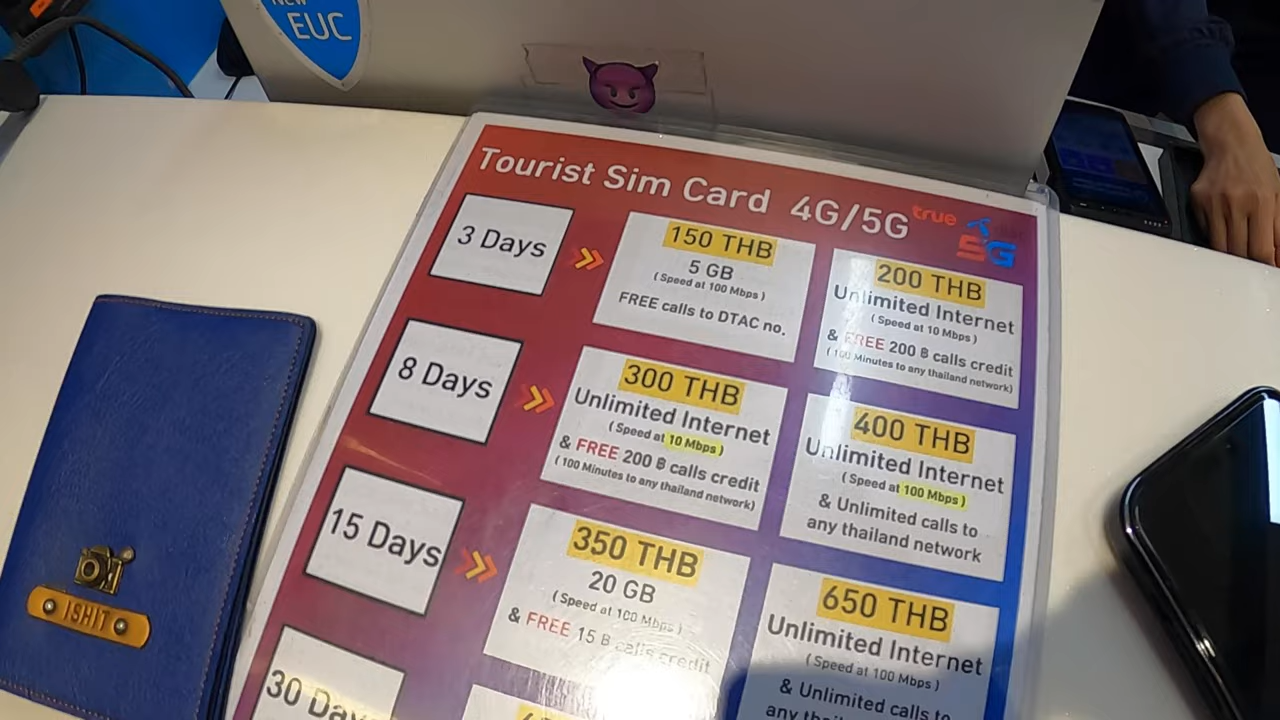 New
EUC
Tourist Sim Card 4G/5G
true
5G
3 Days
150 THB
5 GB
( Speed at 100 Mbps )
FREE calls to DTAC no.
200 THB
Unlimited Internet
( Speed at 10 Mbps )
& FREE 200 ฿ calls credit
( 100 Minutes to any thailand network)
8 Days
300 THB
Unlimited Internet
( Speed at 10 Mbps )
& FREE 200 ฿ calls credit
( 100 Minutes to any thailand network)
400 THB
Unlimited Internet
( Speed at 100 Mbps )
& Unlimited calls to
any thailand network
15 Days
350 THB
20 GB
( Speed at 100 Mbps )
& FREE 15 ฿ calls credit
650 THB
Unlimited Internet
( Speed at 100 Mbps )
& Unlimited calls to
any
30 Day
ISHIT